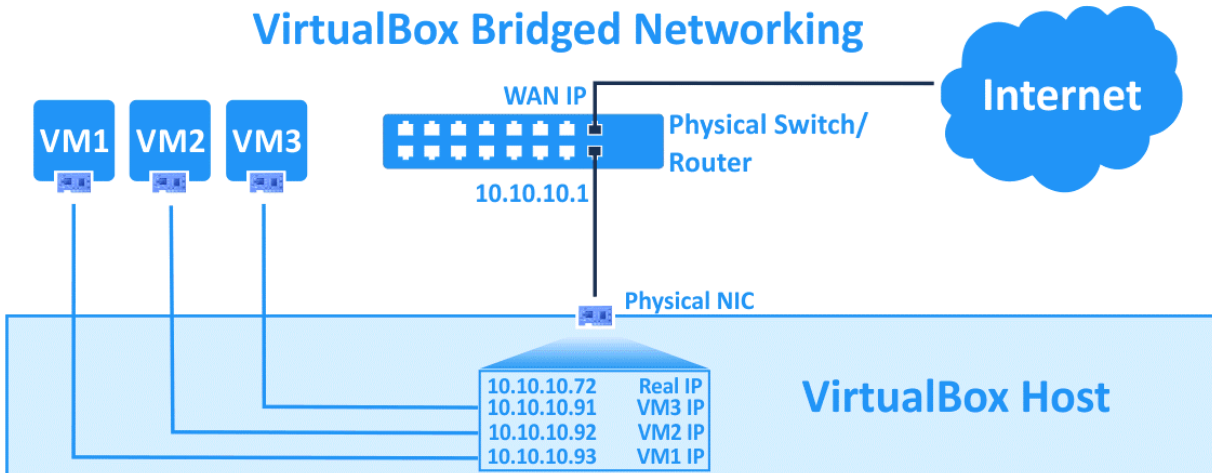 VirtualBox Bridged Networking
Internet
WAN IP
VM1 VM2 VM3
Physical Switch/
Router
10.10.10.1
Physical NIC
10.10.10.72 Real IP
10.10.10.91 VM3 IP
10.10.10.92 VM2 IP
10.10.10.93 VM1 IP
VirtualBox Host